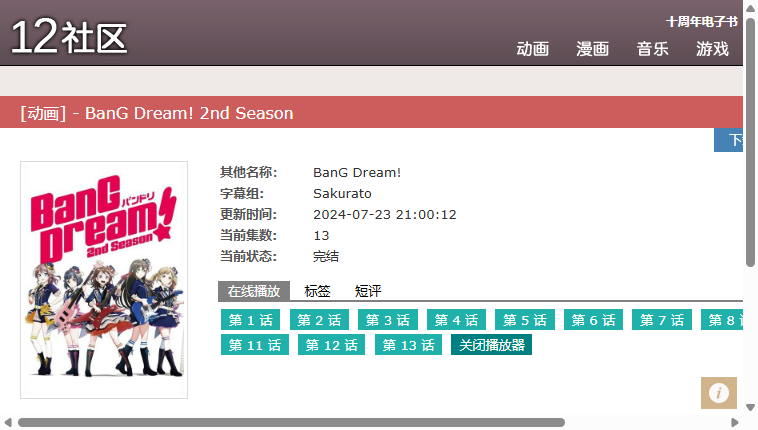 12社区
十周年电子书
动画 漫画 音乐 游戏
[动画] - BanG Dream! 2nd Season
BanG
バンドリ
Dream!
2nd Season
其他名称: BanG Dream!
字幕组: Sakurato
更新时间: 2024-07-23 21:00:12
当前集数: 13
当前状态: 完结
在线播放 标签 短评
第 1 话 第 2 话 第 3 话 第 4 话 第 5 话 第 6 话 第 7 话 第 8
第 11 话 第 12 话 第 13 话 关闭播放器
i